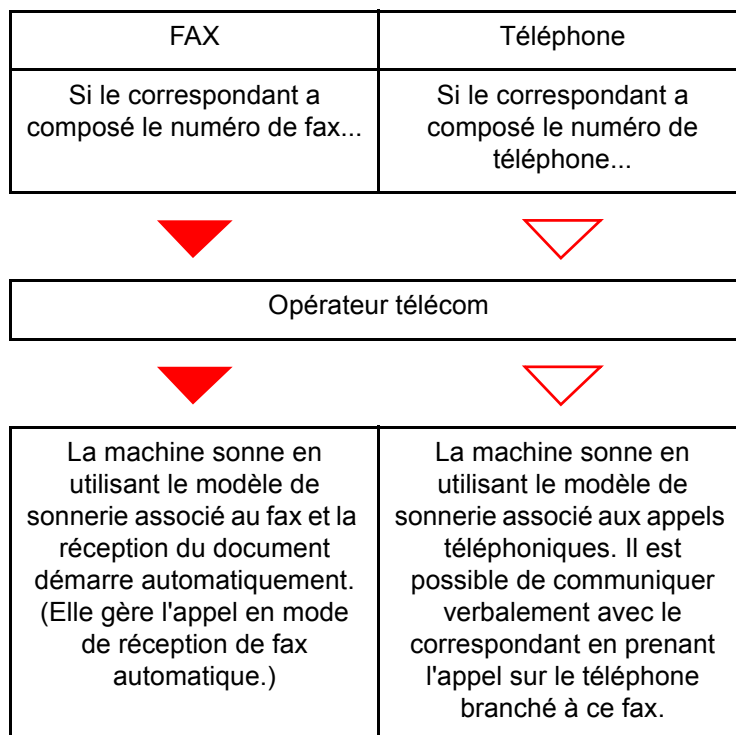 FAX
Téléphone
Si le correspondant a
composé le numéro de fax...
Si le correspondant a
composé le numéro de
téléphone...
Opérateur télécom
La machine sonne en
utilisant le modèle de
sonnerie associé au fax et la
réception du document
démarre automatiquement.
(Elle gère l'appel en mode
de réception de fax
automatique.)
La machine sonne en
utilisant le modèle de
sonnerie associé aux appels
téléphoniques. Il est
possible de communiquer
verbalement avec le
correspondant en prenant
l'appel sur le téléphone
branché à ce fax.